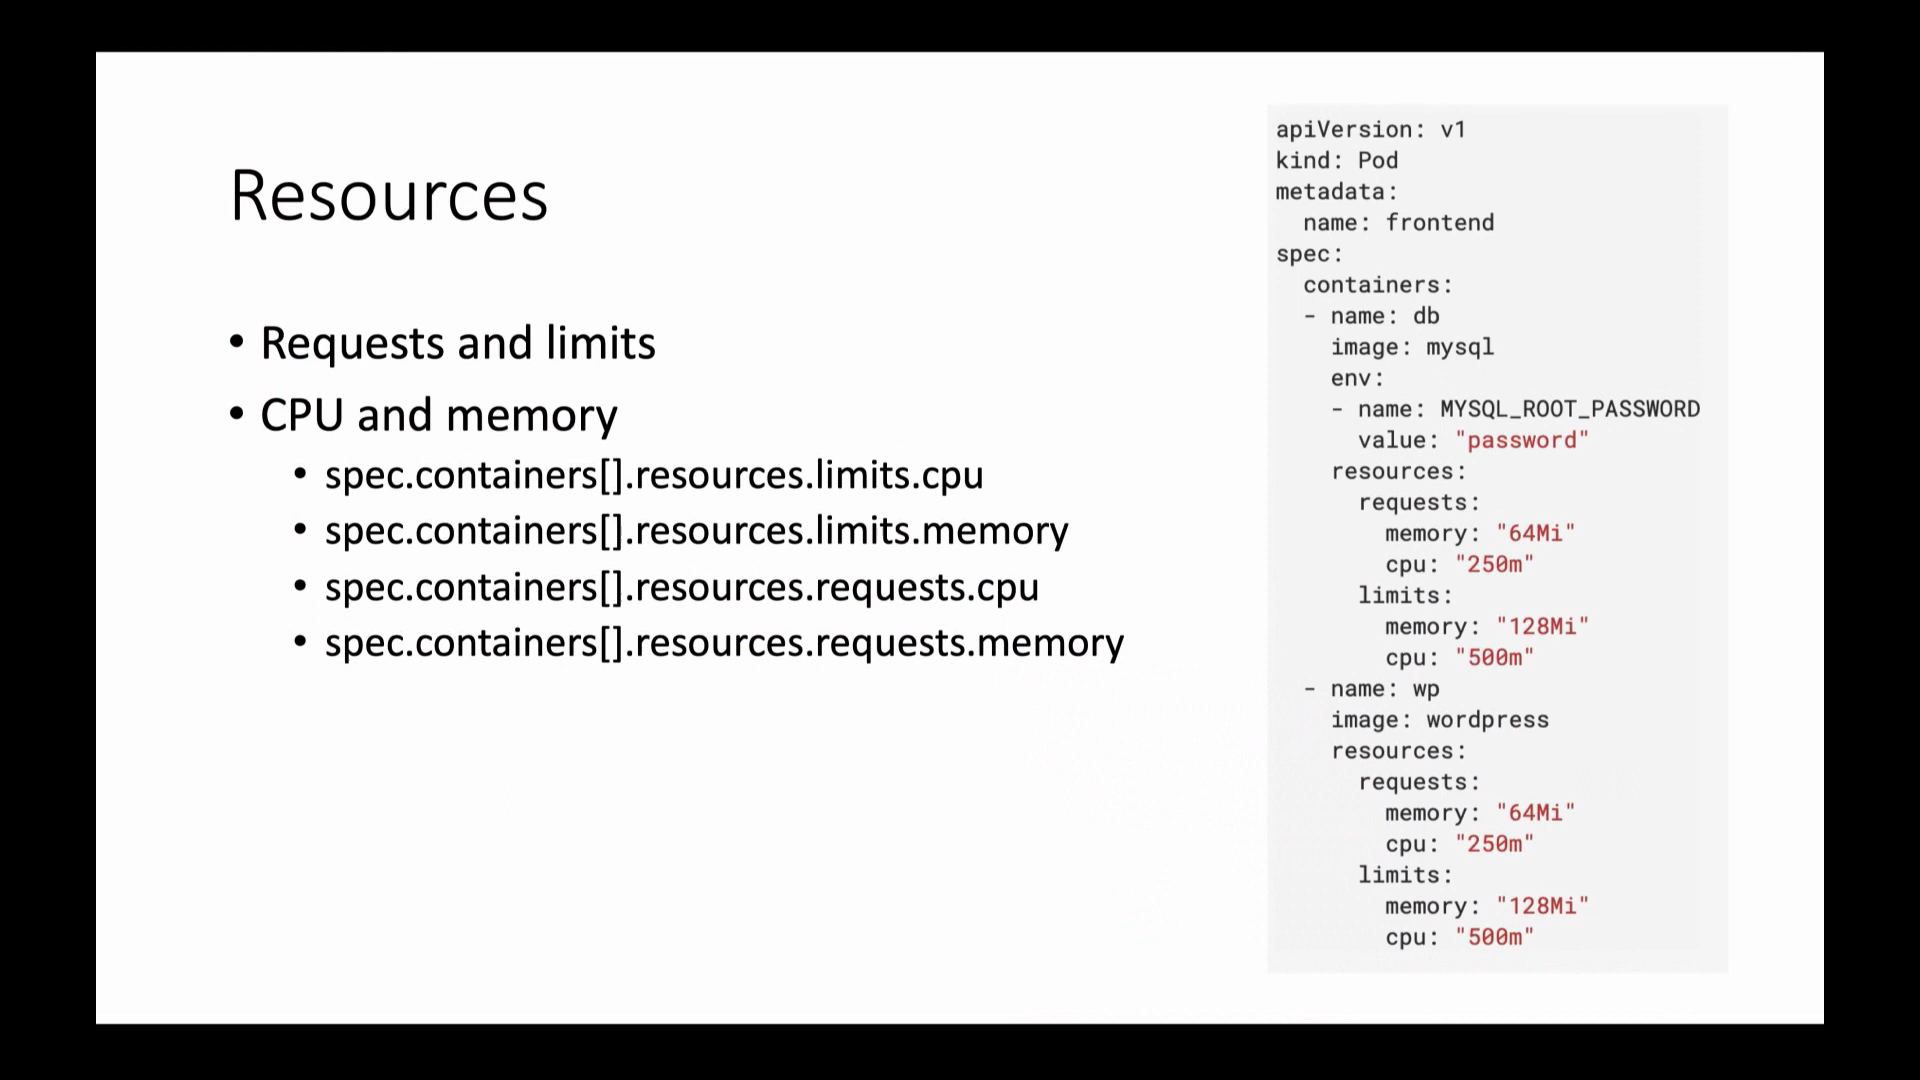 Resources
• Requests and limits
• CPU and memory
• spec.containers[].resources.limits.cpu
• spec.containers[].resources.limits.memory
• spec.containers[].resources.requests.cpu
• spec.containers[].resources.requests.memory
apiVersion: v1
kind: Pod
metadata:
  name: frontend
spec:
  containers:
  - name: db
    image: mysql
    env:
    - name: MYSQL_ROOT_PASSWORD
      value: "password"
    resources:
      requests:
        memory: "64Mi"
        cpu: "250m"
      limits:
        memory: "128Mi"
        cpu: "500m"
  - name: wp
    image: wordpress
    resources:
      requests:
        memory: "64Mi"
        cpu: "250m"
      limits:
        memory: "128Mi"
        cpu: "500m"